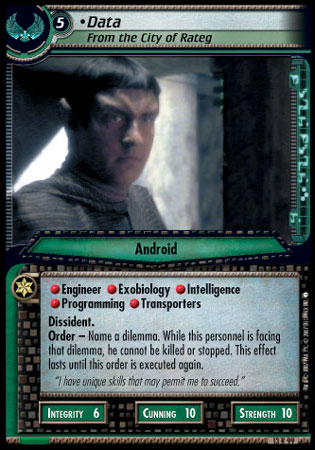 5 •Data
From the City of Rateg
Android
Engineer Exobiology Intelligence
Programming Transporters
Dissident.
Order – Name a dilemma. While this personnel is facing
that dilemma, he cannot be killed or stopped. This effect
lasts until this order is executed again.
"I have unique skills that may permit me to succeed."
INTEGRITY 6 CUNNING 10 STRENGTH 10
13 R 99